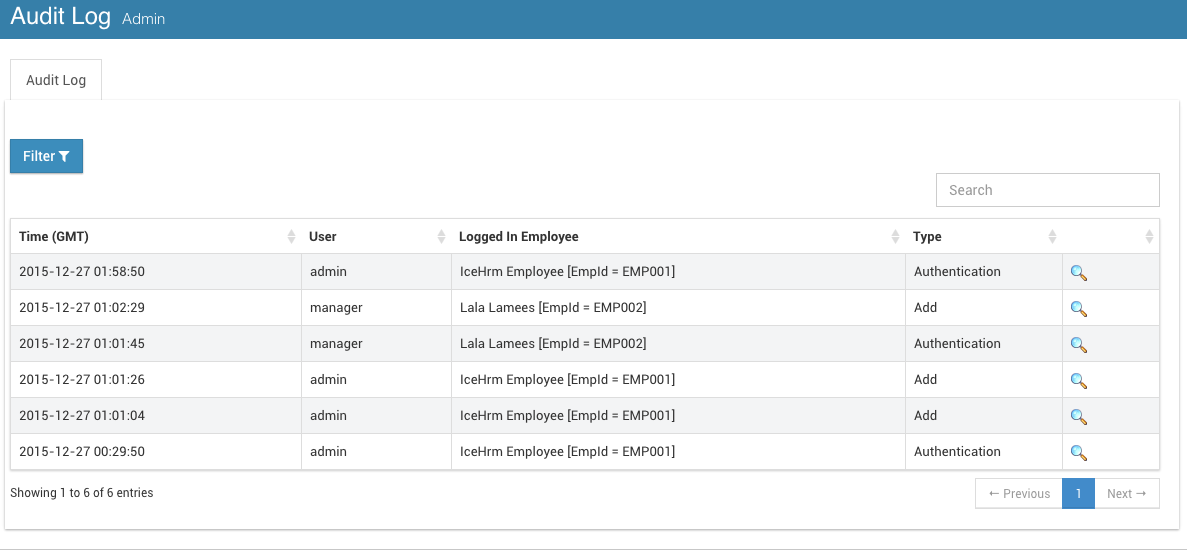 Audit Log Admin
Audit Log
Filter
Search
Time (GMT) User Logged In Employee Type
2015-12-27 01:58:50 admin IceHrm Employee [EmpId = EMP001] Authentication
2015-12-27 01:02:29 manager Lala Lamees [EmpId = EMP002] Add
2015-12-27 01:01:45 manager Lala Lamees [EmpId = EMP002] Authentication
2015-12-27 01:01:26 admin IceHrm Employee [EmpId = EMP001] Add
2015-12-27 01:01:04 admin IceHrm Employee [EmpId = EMP001] Add
2015-12-27 00:29:50 admin IceHrm Employee [EmpId = EMP001] Authentication
Showing 1 to 6 of 6 entries ← Previous 1 Next →